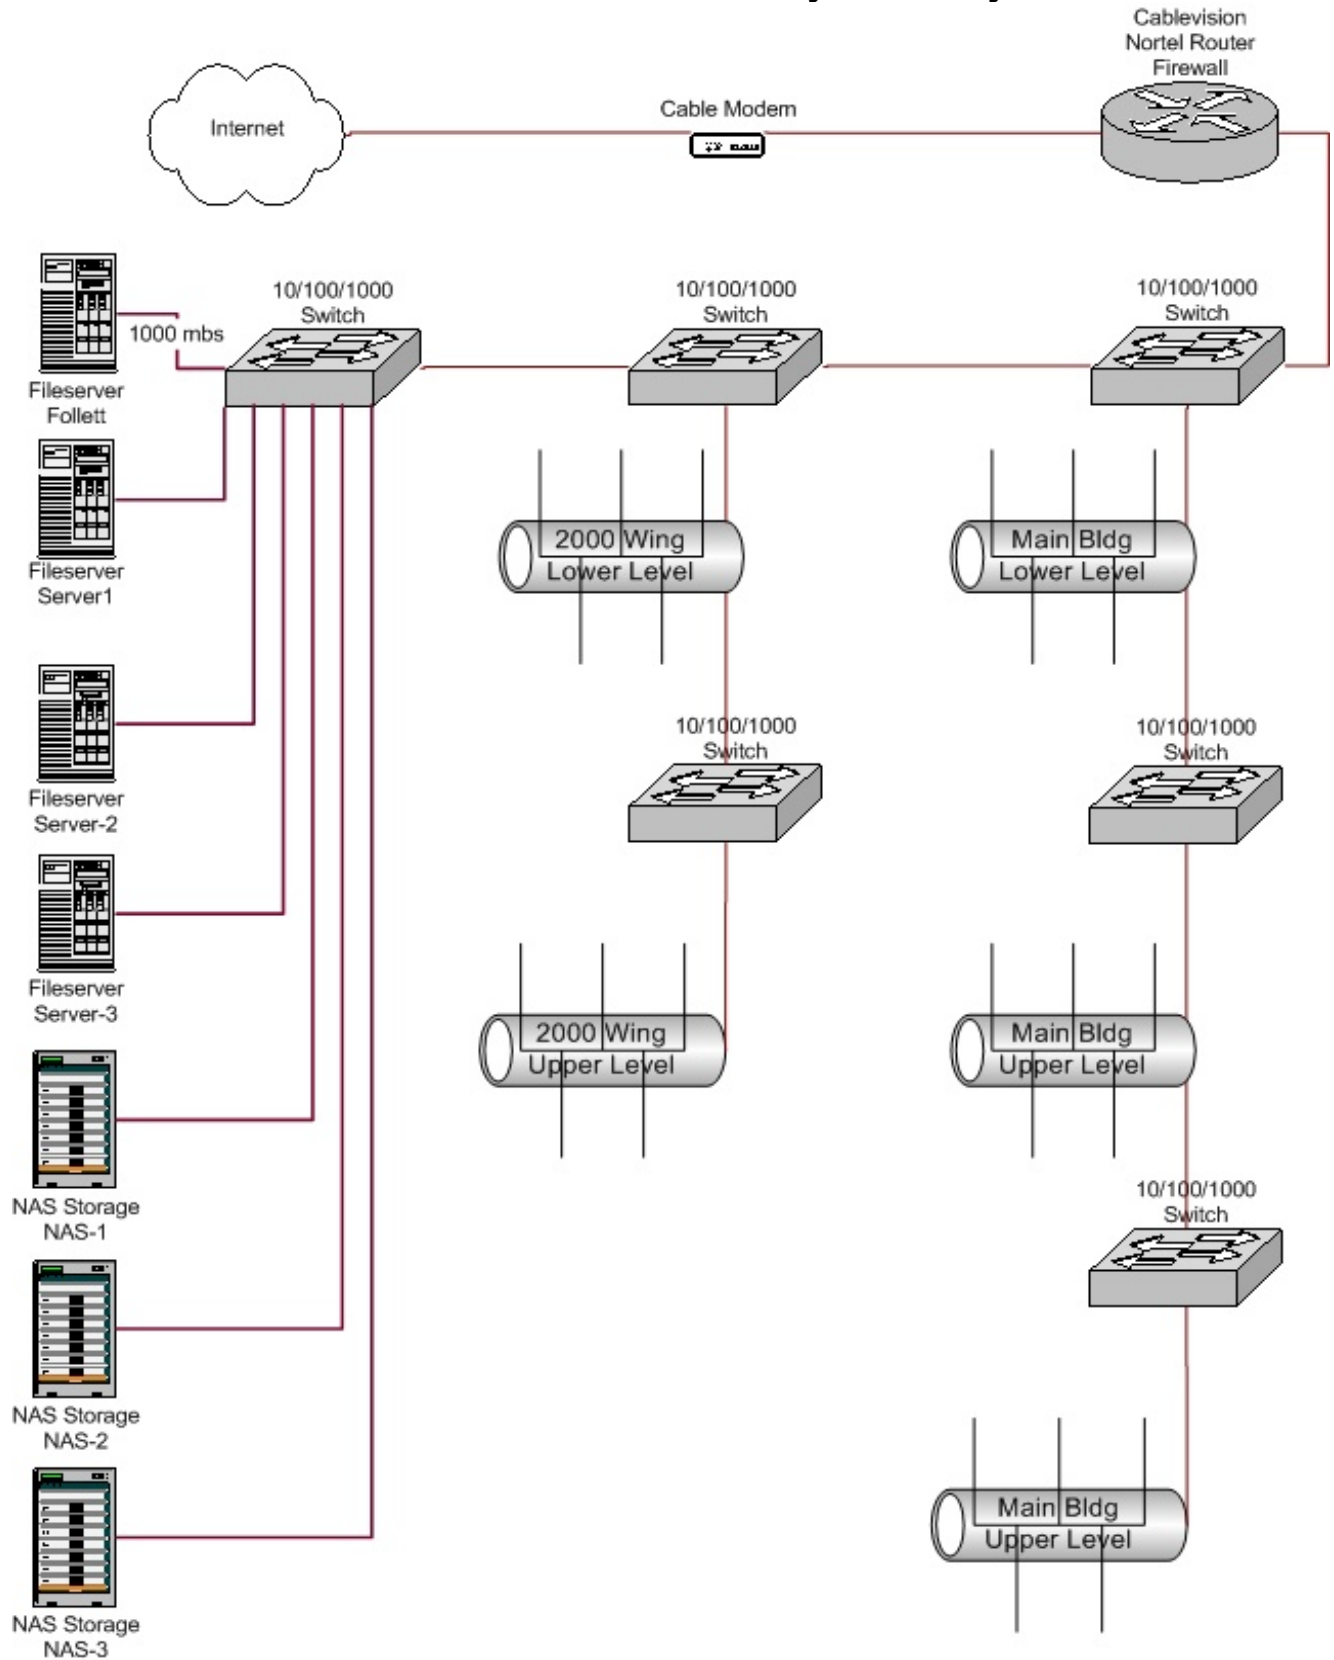 Cablevision
Nortel Router
Firewall
Cable Modem
Internet
10/100/1000
Switch
10/100/1000
Switch
10/100/1000
Switch
1000 mbs
Fileserver
Follett
Fileserver
Server1
2000 Wing
Lower Level
Main Bldg
Lower Level
10/100/1000
Switch
10/100/1000
Switch
Fileserver
Server-2
Fileserver
Server-3
2000 Wing
Upper Level
Main Bldg
Upper Level
NAS Storage
NAS-1
10/100/1000
Switch
NAS Storage
NAS-2
Main Bldg
Upper Level
NAS Storage
NAS-3